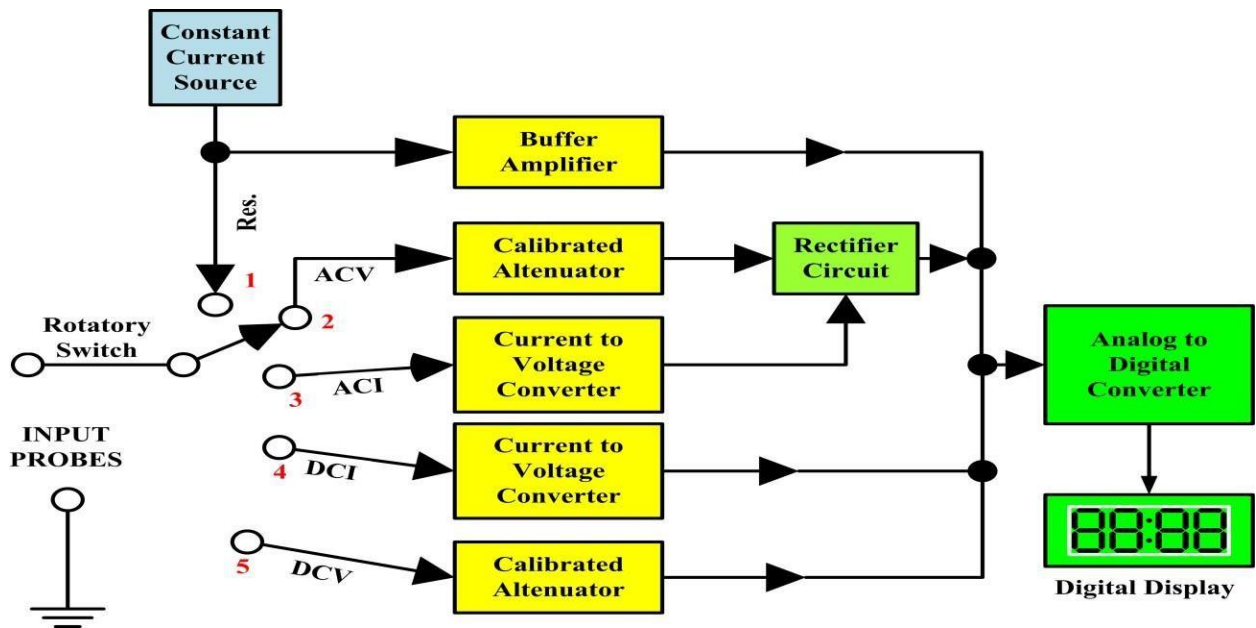 Constant
Current
Source
Buffer
Amplifier
Res.
1
Calibrated
Altenuator
ACV
Rectifier
Circuit
2
Rotatory
Switch
Current to
Voltage
Converter
ACI
3
Analog to
Digital
Converter
INPUT
PROBES
Current to
Voltage
Converter
4
DCI
88:88
5
DCV
Calibrated
Altenuator
Digital Display